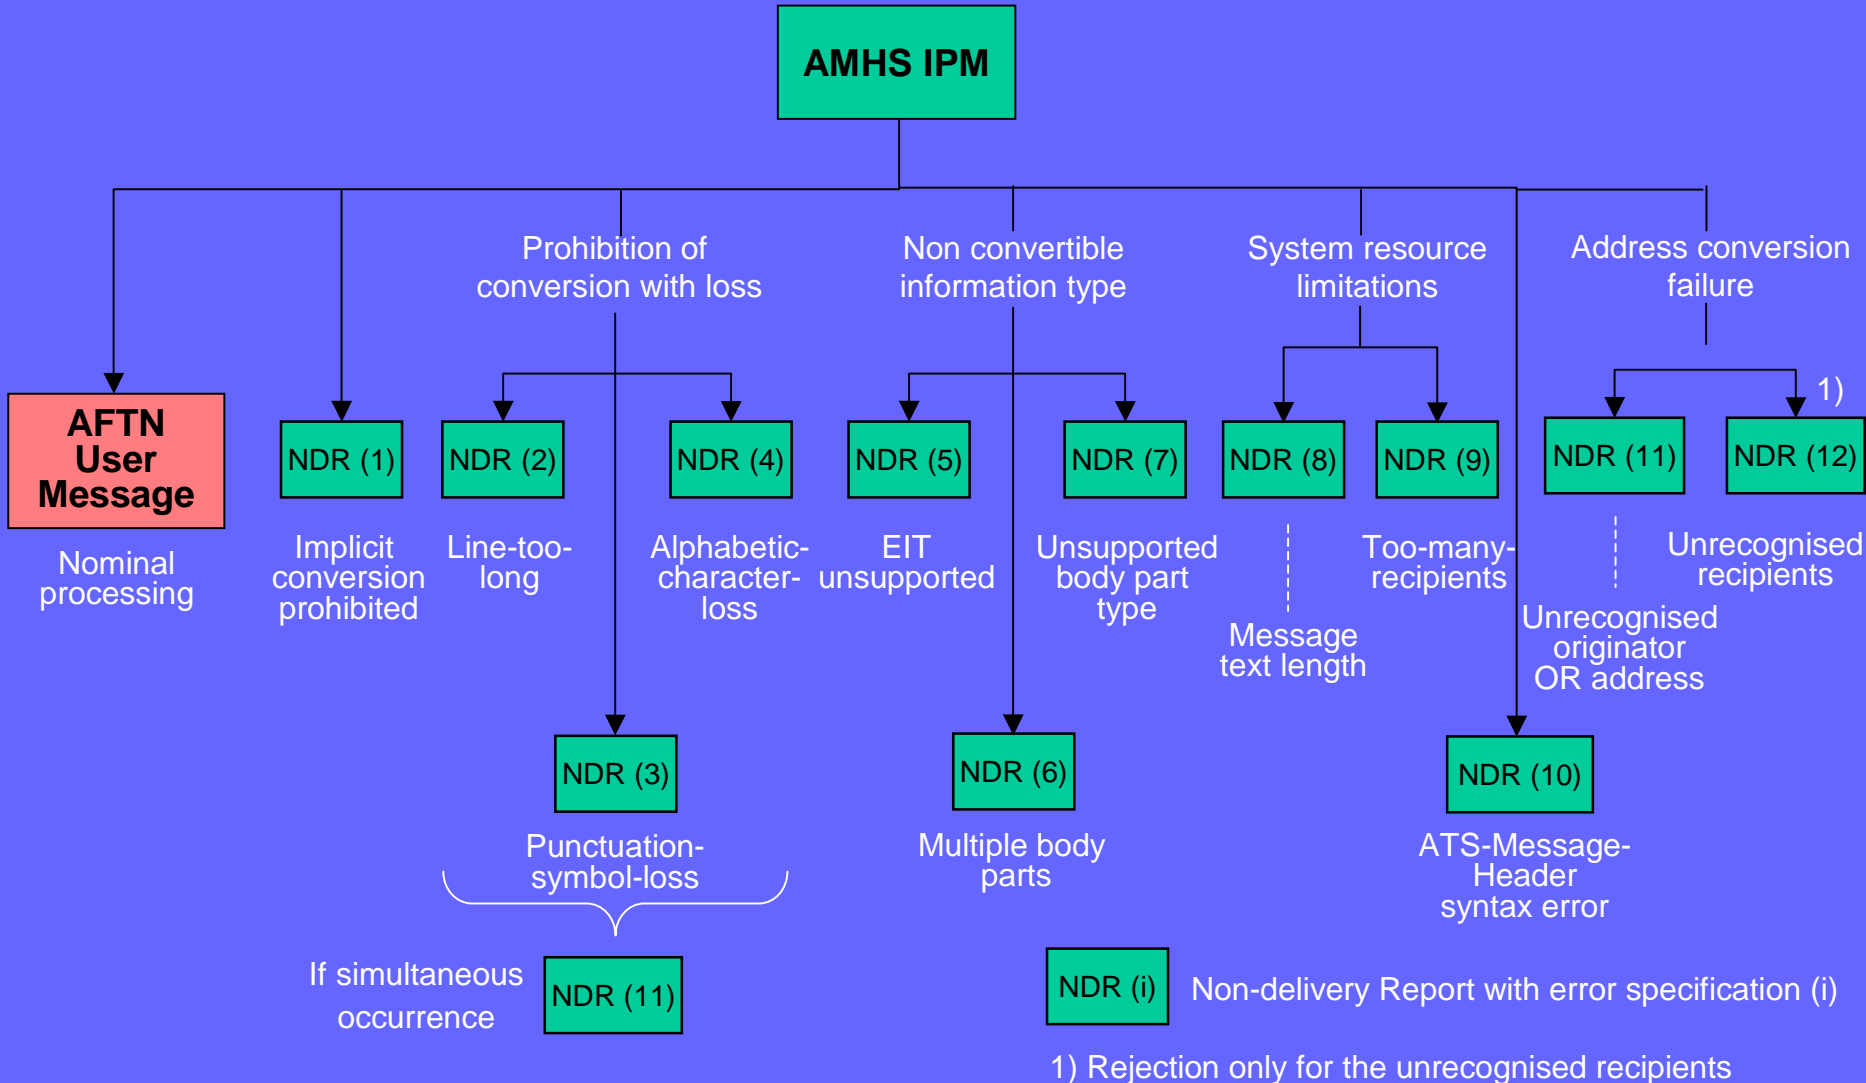 AMHS IPM
Prohibition of
conversion with loss
Non convertible
information type
System resource
limitations
Address conversion
failure
1)
AFTN
User
Message
NDR (1)
NDR (2)
NDR (4)
NDR (5)
NDR (7)
NDR (8)
NDR (9)
NDR (11)
NDR (12)
Nominal
processing
Implicit
conversion
prohibited
Line-too-
long
Alphabetic-
character-
loss
EIT
unsupported
Unsupported
body part
type
Message
text length
Too-many-
recipients
Unrecognised
originator
OR address
Unrecognised
recipients
NDR (3)
NDR (6)
NDR (10)
Punctuation-
symbol-loss
Multiple body
parts
ATS-Message-
Header
syntax error
If simultaneous
occurrence
NDR (11)
NDR (i)
Non-delivery Report with error specification (i)
1) Rejection only for the unrecognised recipients